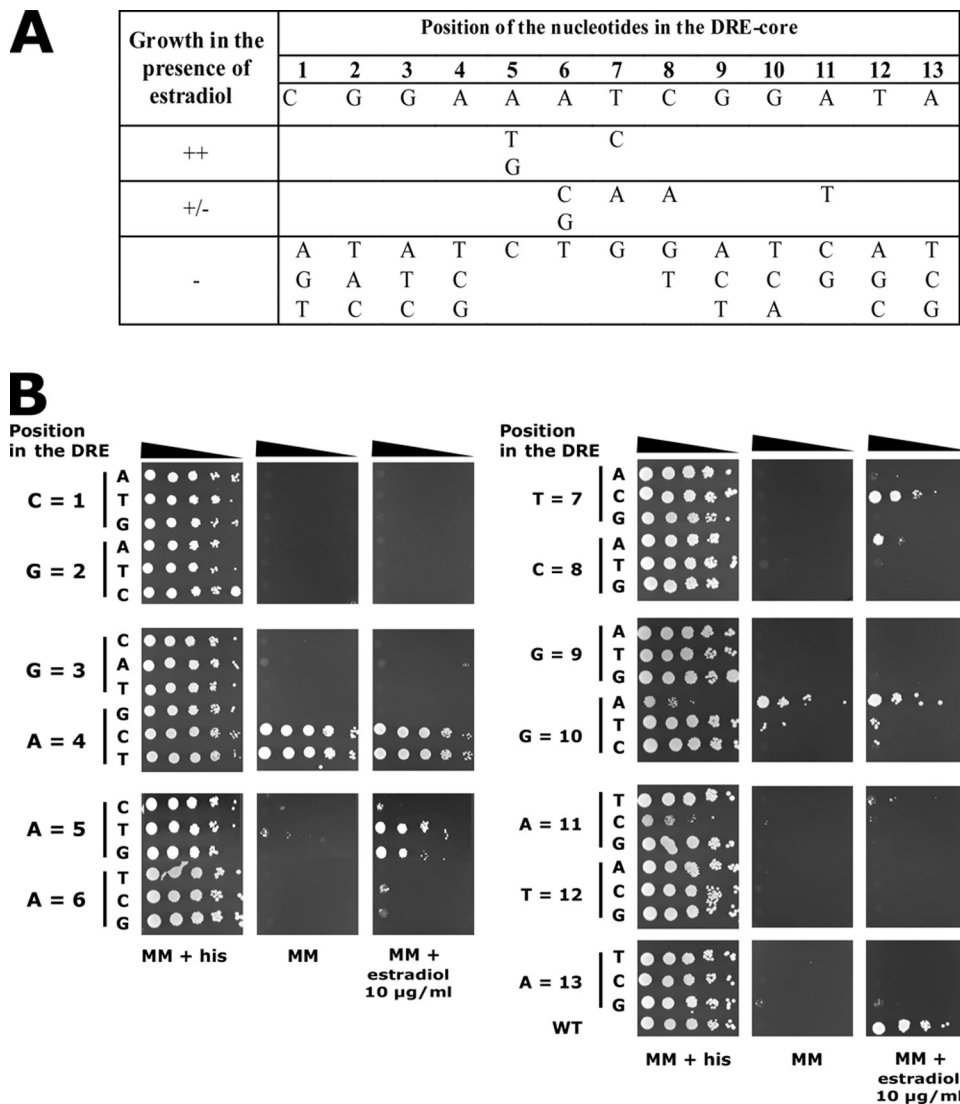 A
Growth in the presence of estradiol
Position of the nucleotides in the DRE-core
1 2 3 4 5 6 7 8 9 10 11 12 13
C G G A A A T C G G A T A
++
T C
G
+/-
C A A T
G
-
A T A T C T G G A T C A T
G A T C T C C G G C
T C C G T A C G
B
Position in the DRE
C = 1
A
T
G
G = 2
A
T
C
G = 3
C
A
T
A = 4
G
C
T
A = 5
C
T
G
A = 6
T
C
G
MM + his
MM
MM + estradiol 10 µg/ml
Position in the DRE
T = 7
A
C
G
C = 8
A
T
G
G = 9
A
T
G
G = 10
A
T
C
A = 11
T
C
G
T = 12
A
C
G
A = 13
T
C
G
WT
MM + his
MM
MM + estradiol 10 µg/ml